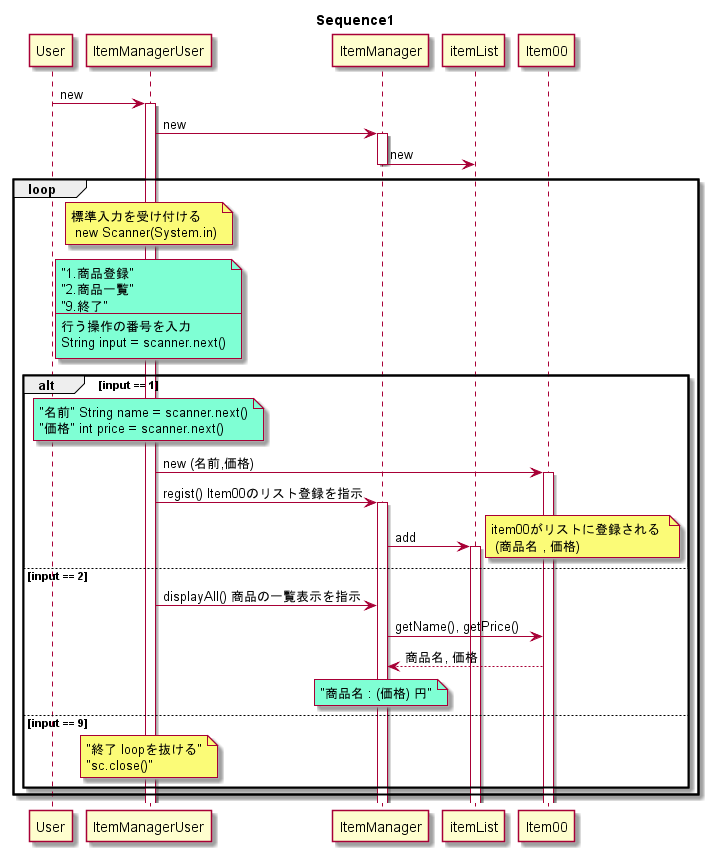 Sequence1
User
ItemManagerUser
ItemManager
itemList
Item00
new
new
new
loop
標準入力を受け付ける
new Scanner(System.in)
"1.商品登録"
"2.商品一覧"
"9.終了"
行う操作の番号を入力
String input = scanner.next()
alt
[input == 1]
"名前" String name = scanner.next()
"価格" int price = scanner.next()
new (名前,価格)
regist() Item00のリスト登録を指示
item00がリストに登録される
(商品名 , 価格)
add
[input == 2]
displayAll() 商品の一覧表示を指示
getName(), getPrice()
商品名, 価格
"商品名 : (価格) 円"
[input == 9]
"終了 loopを抜ける"
"sc.close()"
User
ItemManagerUser
ItemManager
itemList
Item00